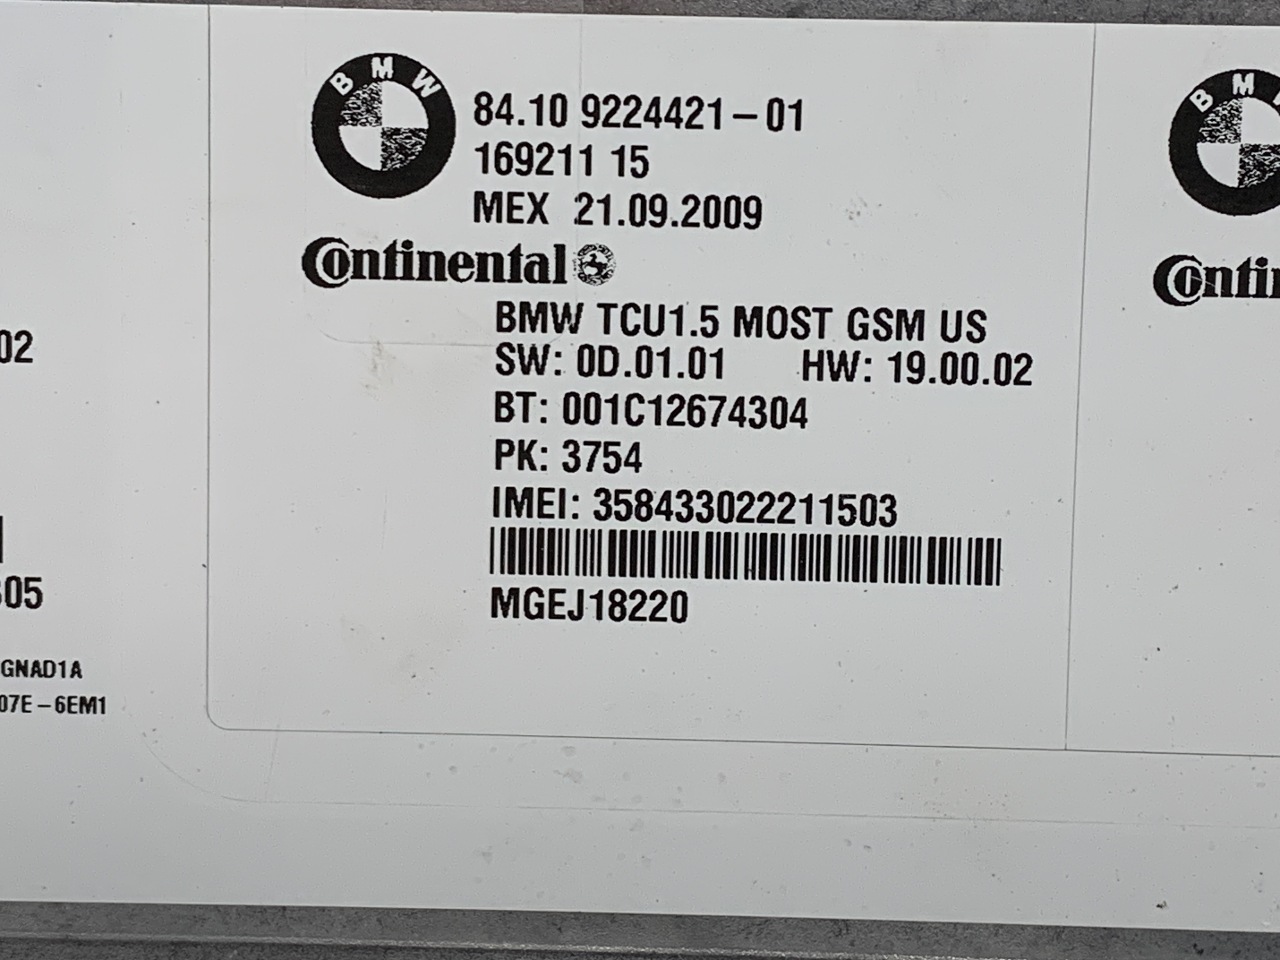 BMW
84.10 9224421-01
169211 15
MEX 21.09.2009
Continental
BMW TCU1.5 MOST GSM US
SW: 0D.01.01 HW: 19.00.02
BT: 001C12674304
PK: 3754
IMEI: 358433022211503
MGEJ18220
02
05
GNAD1A
07E-6EM1
BM
Conti